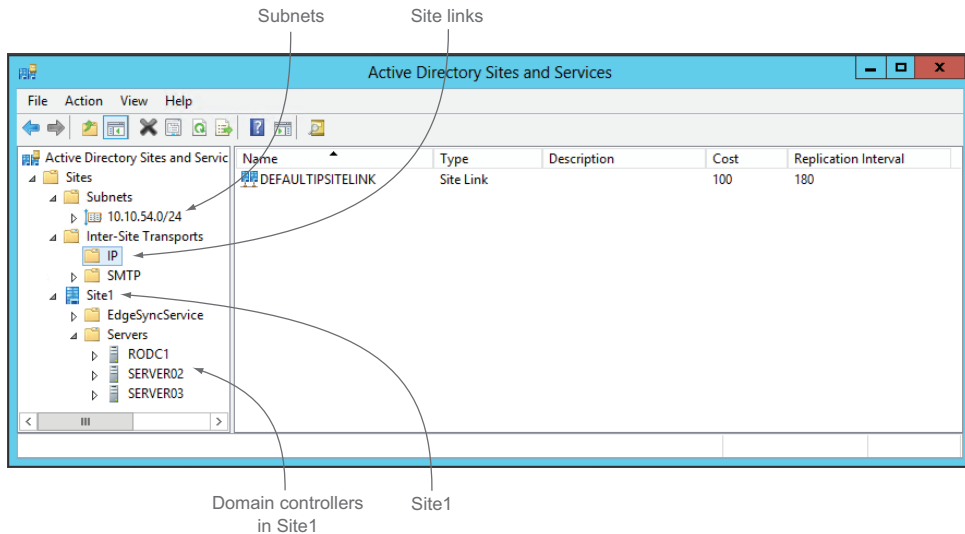 Subnets
Site links
Active Directory Sites and Services
File Action View Help
Active Directory Sites and Servic
Name Type Description Cost Replication Interval
Sites
DEFAULTIPSITELINK Site Link 100 180
Subnets
10.10.54.0/24
Inter-Site Transports
IP
SMTP
Site1
EdgeSyncService
Servers
RODC1
SERVER02
SERVER03
Domain controllers
in Site1
Site1